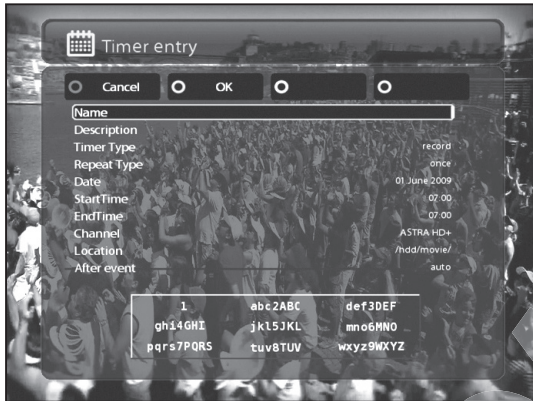 Timer entry
Cancel OK
Name
Description
Timer Type record
Repeat Type once
Date 01 June 2009
StartTime 07:00
EndTime 07:00
Channel ASTRA HD+
Location /hdd/movie/
After event auto
1 abc2ABC def3DEF
ghi4GHI jkl5JKL mno6MNO
pqrs7PQRS tuv8TUV wxyz9WXYZ